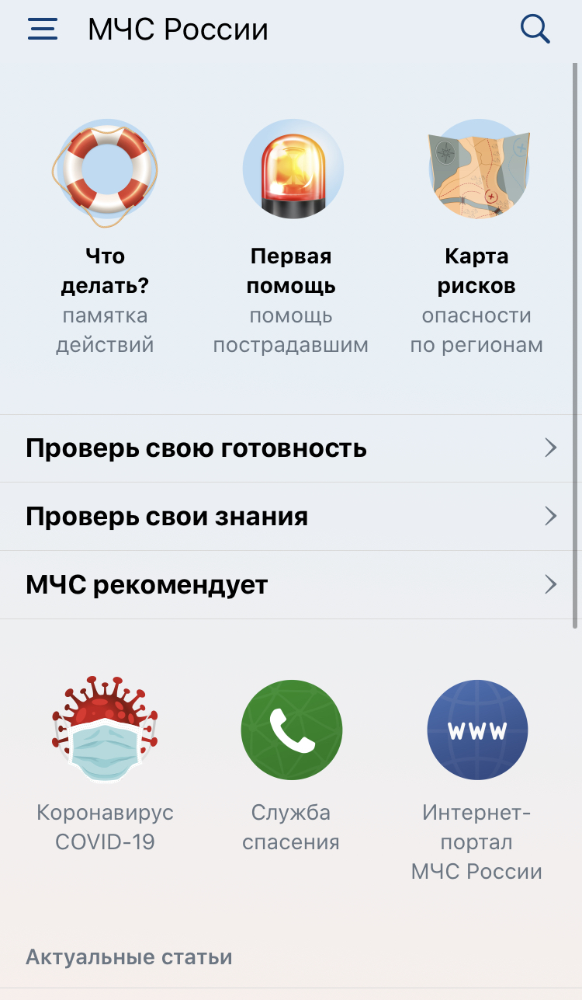 МЧС России
Что
делать?
памятка
действий
Первая
помощь
помощь
пострадавшим
Карта
рисков
опасности
по регионам
Проверь свою готовность
Проверь свои знания
МЧС рекомендует
www
Коронавирус
COVID-19
Служба
спасения
Интернет-
портал
МЧС России
Актуальные статьи